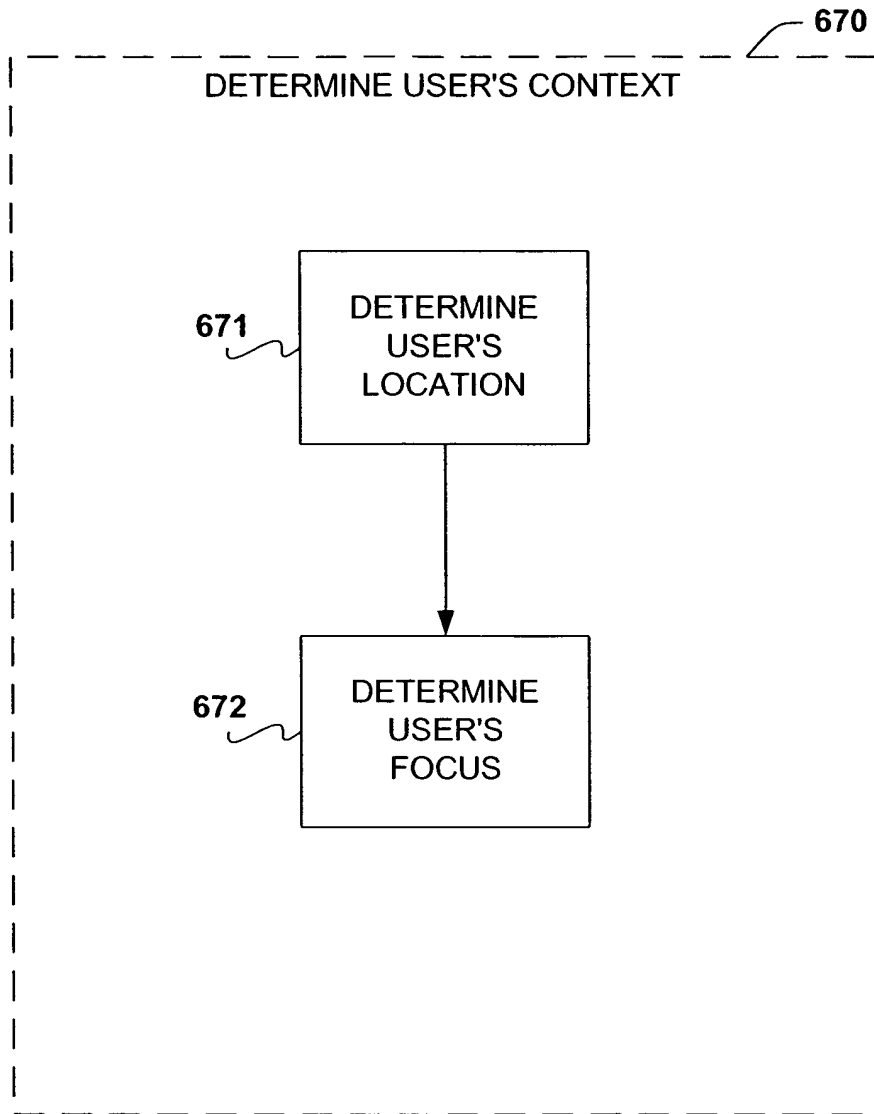 670
DETERMINE USER'S CONTEXT
671
DETERMINE
USER'S
LOCATION
672
DETERMINE
USER'S
FOCUS